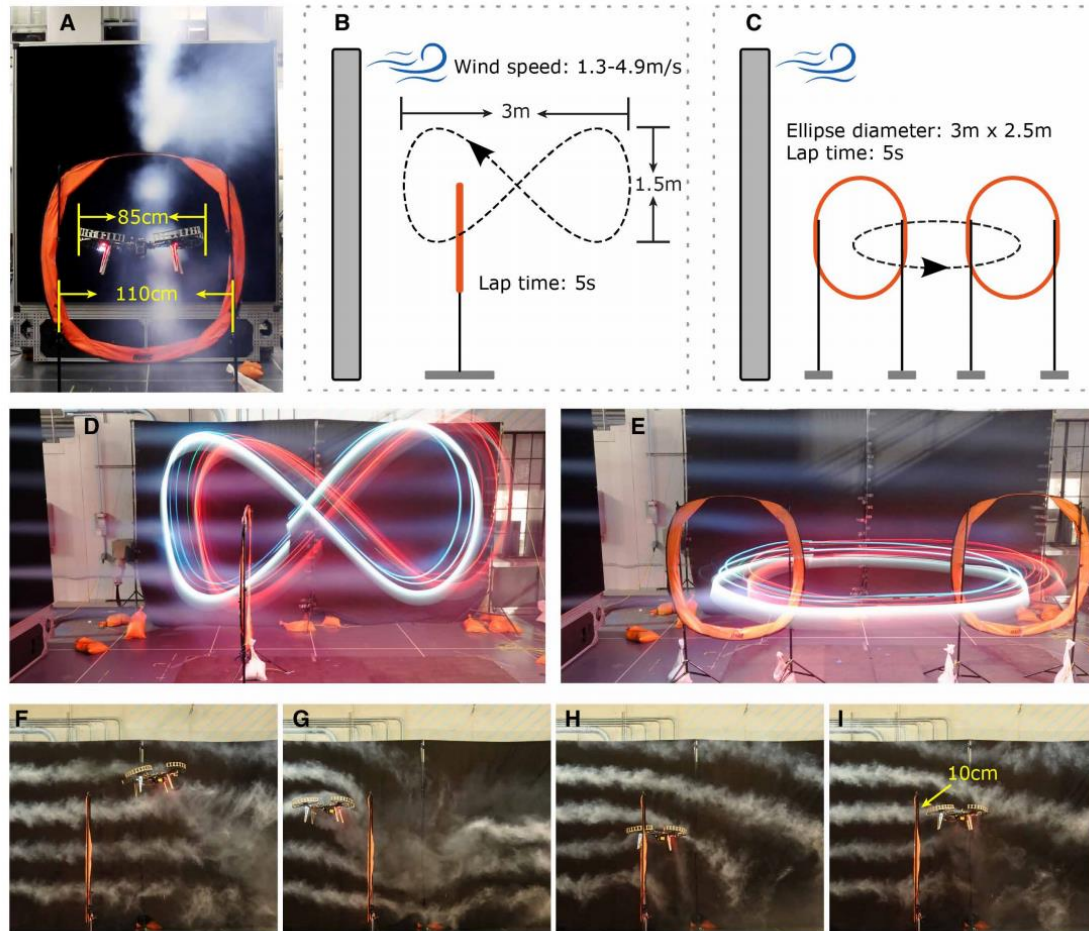 A
85cm
110cm
B
Wind speed: 1.3-4.9m/s
3m
1.5m
Lap time: 5s
C
Ellipse diameter: 3m x 2.5m
Lap time: 5s
D
E
F
G
H
I
10cm